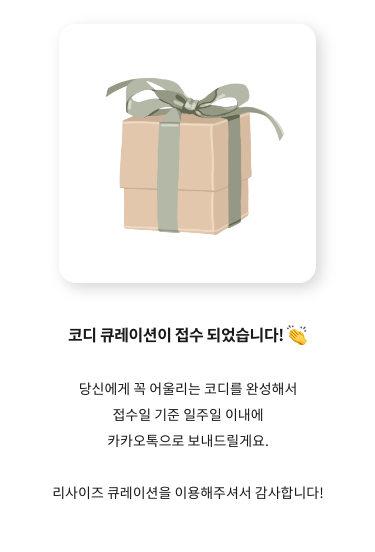 코디 큐레이션이 접수 되었습니다! 👏
당신에게 꼭 어울리는 코디를 완성해서
접수일 기준 일주일 이내에
카카오톡으로 보내드릴게요.
리사이즈 큐레이션을 이용해주셔서 감사합니다!